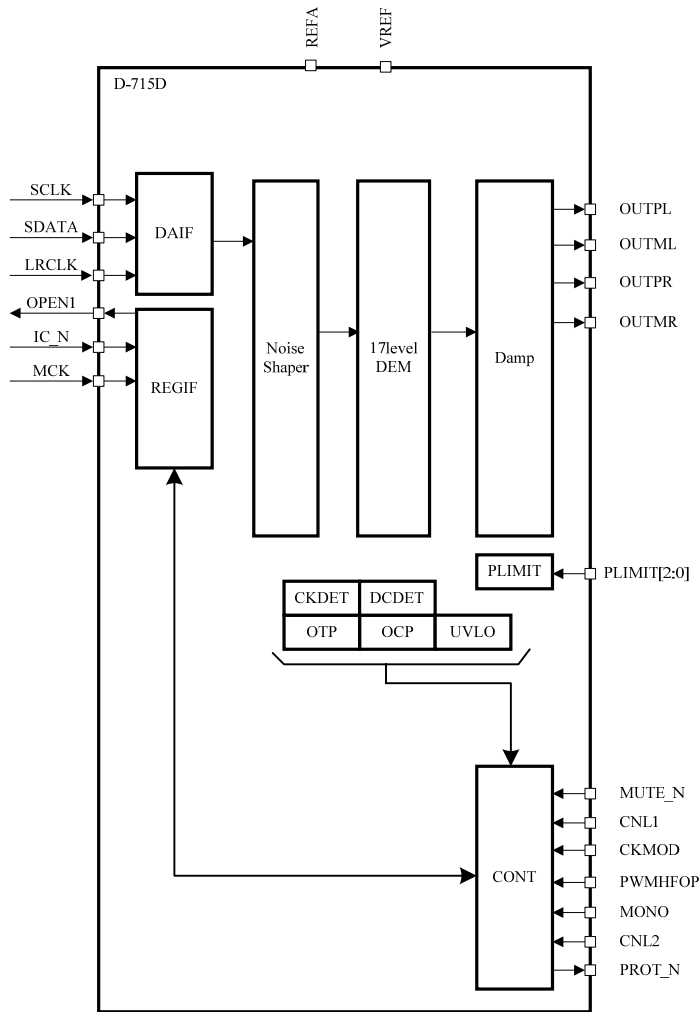 REFA
VREF
D-715D
SCLK
SDATA
LRCLK
OPEN1
IC_N
MCK
DAIF
REGIF
Noise
Shaper
17level
DEM
Damp
OUTPL
OUTML
OUTPR
OUTMR
PLIMIT
PLIMIT[2:0]
CKDET
DCDET
OTP
OCP
UVLO
CONT
MUTE_N
CNL1
CKMOD
PWMHFOP
MONO
CNL2
PROT_N